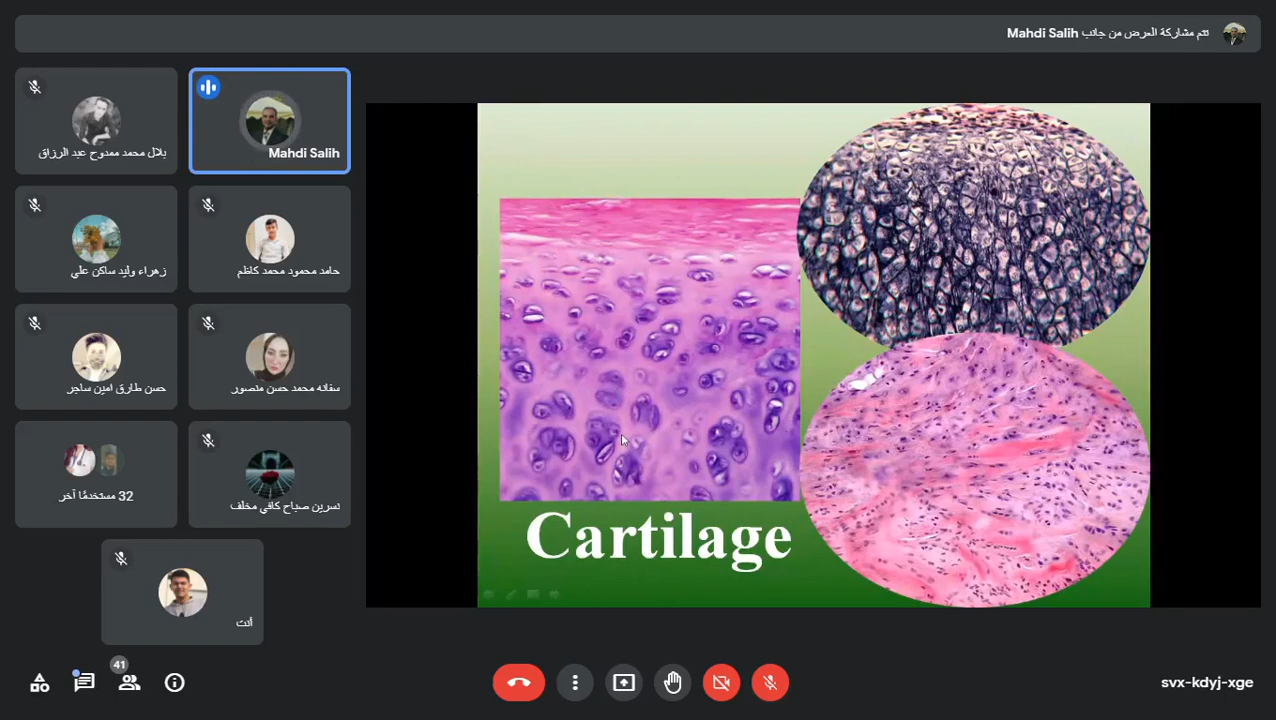 تتم مشاركة العرض من جانب Mahdi Salih
بلال محمد ممدوح عبد الرزاق
Mahdi Salih
زهراء وليد ساكن علي
حامد محمود محمد كاظم
حسن طارق امين ساجر
سفانه محمد حسن منصور
32 مستخدمًا آخر
نسرين صباح كافي مخلف
أنت
Cartilage
41
svx-kdyj-xge